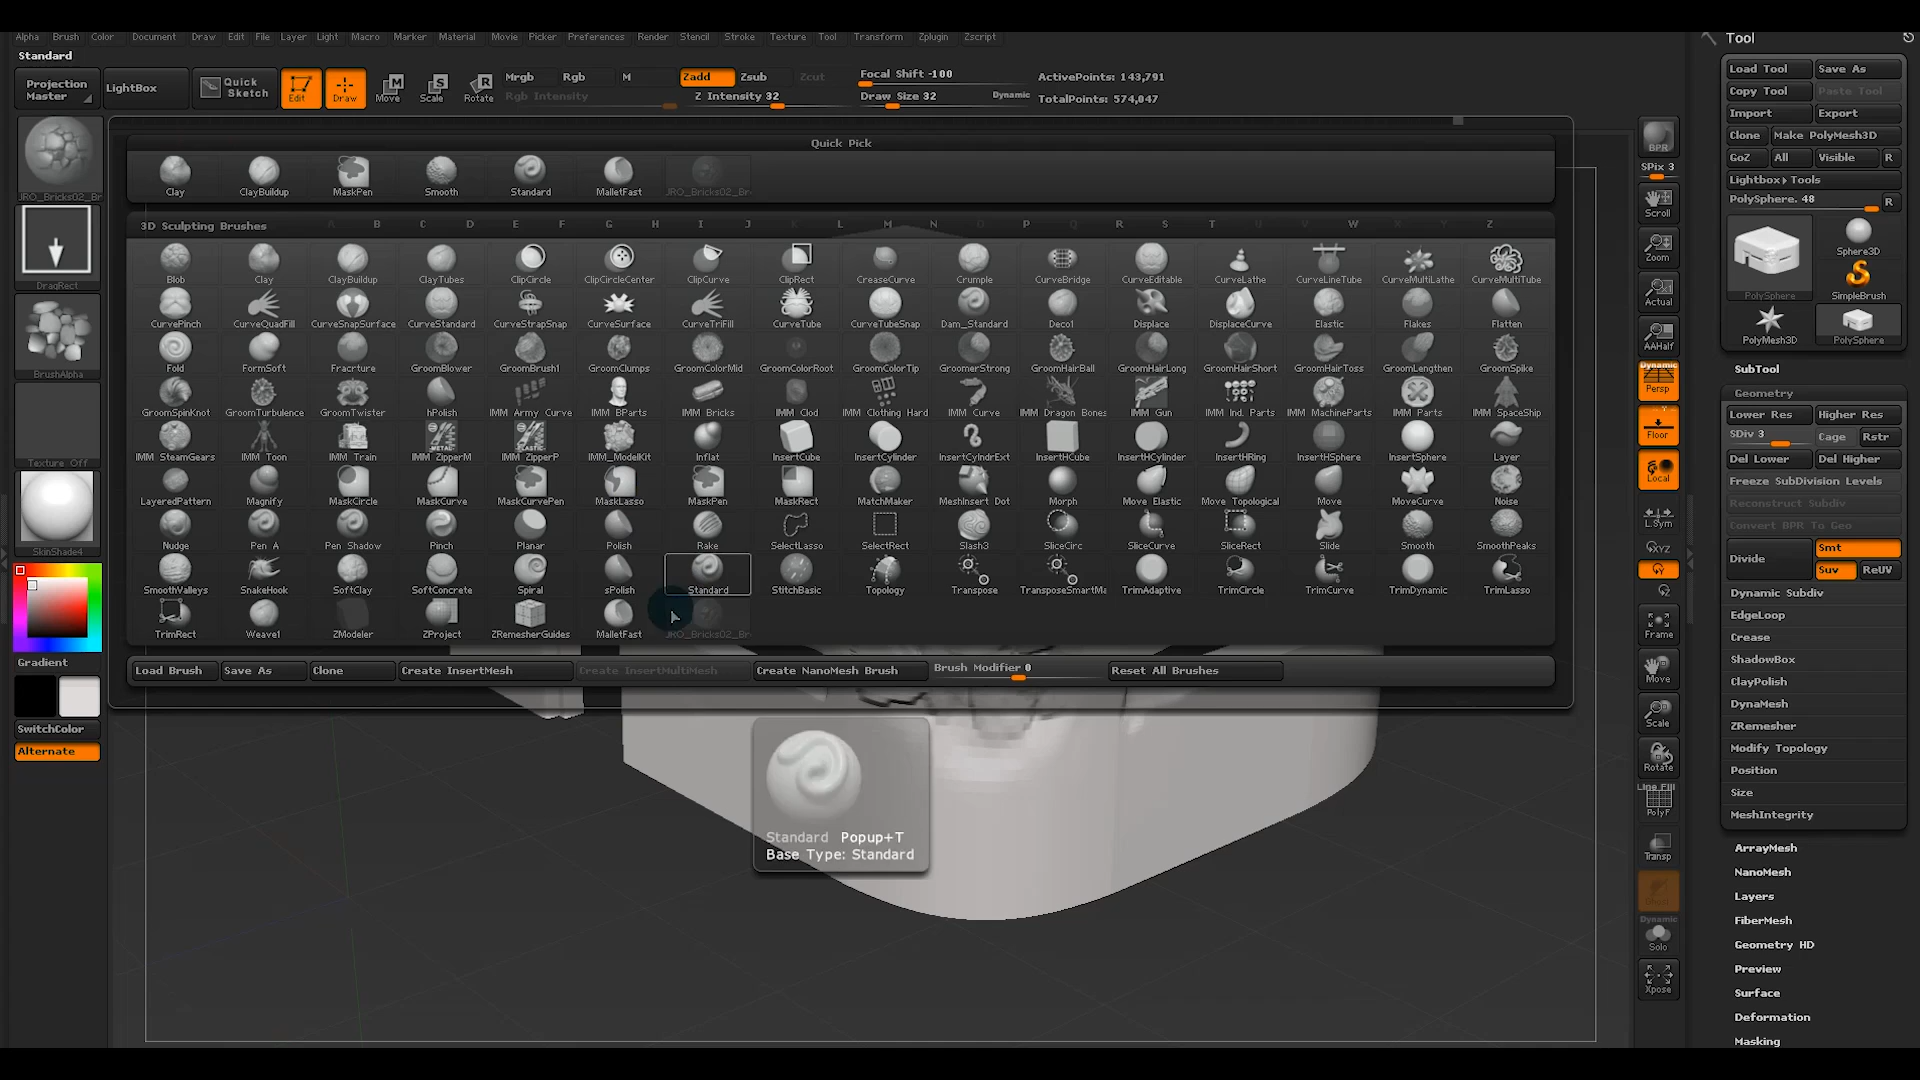 Alpha Brush Color Document Draw Edit File Layer Light Macro Marker Material Movie Picker Preferences Render Stencil Stroke Texture Tool Transform Zplugin Zscript
Standard
Projection Master LightBox Quick Sketch Edit Draw Move Scale Rotate
Mrgb Rgb M Zadd Zsub Zcut Focal Shift -100 ActivePoints: 143,791
Rgb Intensity Z Intensity 32 Draw Size 32 Dynamic TotalPoints: 574,047
Quick Pick
Clay ClayBuildup MaskPen Smooth Standard MalletFast JRO_Bricks02_Br
3D Sculpting Brushes A B C D E F G H I J K L M N O P Q R S T U V W X Y Z
Blob Clay ClayBuildup ClayTubes ClipCircle ClipCircleCenter ClipCurve ClipRect CreaseCurve Crumple CurveBridge CurveEditable CurveLathe CurveLineTube CurveMultiLathe CurveMultiTube
CurvePinch CurveQuadFill CurveSnapSurface CurveStandard CurveStrapSnap CurveSurface CurveTriFill CurveTube CurveTubeSnap Dam_Standard Deco1 Displace DisplaceCurve Elastic Flakes Flatten
Fold FormSoft Fracrture GroomBlower GroomBrush1 GroomClumps GroomColorMid GroomColorRoot GroomColorTip GroomerStrong GroomHairBall GroomHairLong GroomHairShort GroomHairToss GroomLengthen GroomSpike
GroomSpinKnot GroomTurbulence GroomTwister hPolish IMM Army Curve IMM BParts IMM Bricks IMM Clod IMM Clothing Hard IMM Curve IMM Dragon Bones IMM Gun IMM Ind. Parts IMM MachineParts IMM Parts IMM SpaceShip
IMM SteamGears IMM Toon IMM Train IMM ZipperM IMM ZipperP IMM_ModelKit Inflat InsertCube InsertCylinder InsertCylndrExt InsertHCube InsertHCylinder InsertHRing InsertHSphere InsertSphere Layer
LayeredPattern Magnify MaskCircle MaskCurve MaskCurvePen MaskLasso MaskPen MaskRect MatchMaker MeshInsert Dot Morph Move Elastic Move Topological Move MoveCurve Noise
Nudge Pen A Pen Shadow Pinch Planar Polish Rake SelectLasso SelectRect Slash3 SliceCirc SliceCurve SliceRect Slide Smooth SmoothPeaks
SmoothValleys SnakeHook SoftClay SoftConcrete Spiral sPolish Standard StitchBasic Topology Transpose TransposeSmartMa TrimAdaptive TrimCircle TrimCurve TrimDynamic TrimLasso
TrimRect Weave1 ZModeler ZProject ZRemesherGuides MalletFast JRO_Bricks02_Br
Load Brush Save As Clone Create InsertMesh Create InsertMultiMesh Create NanoMesh Brush Brush Modifier 0 Reset All Brushes
Standard Popup+T
Base Type: Standard
JRO_Bricks02_Br
DragRect
BrushAlpha
Texture Off
SkinShade4
Gradient
SwitchColor
Alternate
BPR
SPix 3
Scroll
Zoom
Actual
AAHalf
Dynamic
Persp
Floor
Local
L.Sym
XYZ
Y
Z
Frame
Move
Scale
Rotate
Line Fill
PolyF
Transp
Dynamic
Solo
Xpose
Tool
Load Tool Save As
Copy Tool Paste Tool
Import Export
Clone Make PolyMesh3D
GoZ All Visible R
Lightbox▸Tools
PolySphere. 48 R
Sphere3D
PolySphere SimpleBrush
PolyMesh3D PolySphere
SubTool
Geometry
Lower Res Higher Res
SDiv 3 Cage Rstr
Del Lower Del Higher
Freeze SubDivision Levels
Reconstruct Subdiv
Convert BPR To Geo
Divide Smt
Suv ReUV
Dynamic Subdiv
EdgeLoop
Crease
ShadowBox
ClayPolish
DynaMesh
ZRemesher
Modify Topology
Position
Size
MeshIntegrity
ArrayMesh
NanoMesh
Layers
FiberMesh
Geometry HD
Preview
Surface
Deformation
Masking